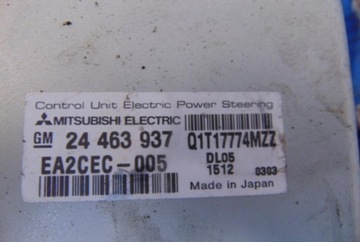 Control Unit Electric Power Steering
MITSUBISHI ELECTRIC
GM 24 463 937 Q1T17774MZZ
EA2CEC-005 DL05
1512 0303
Made in Japan